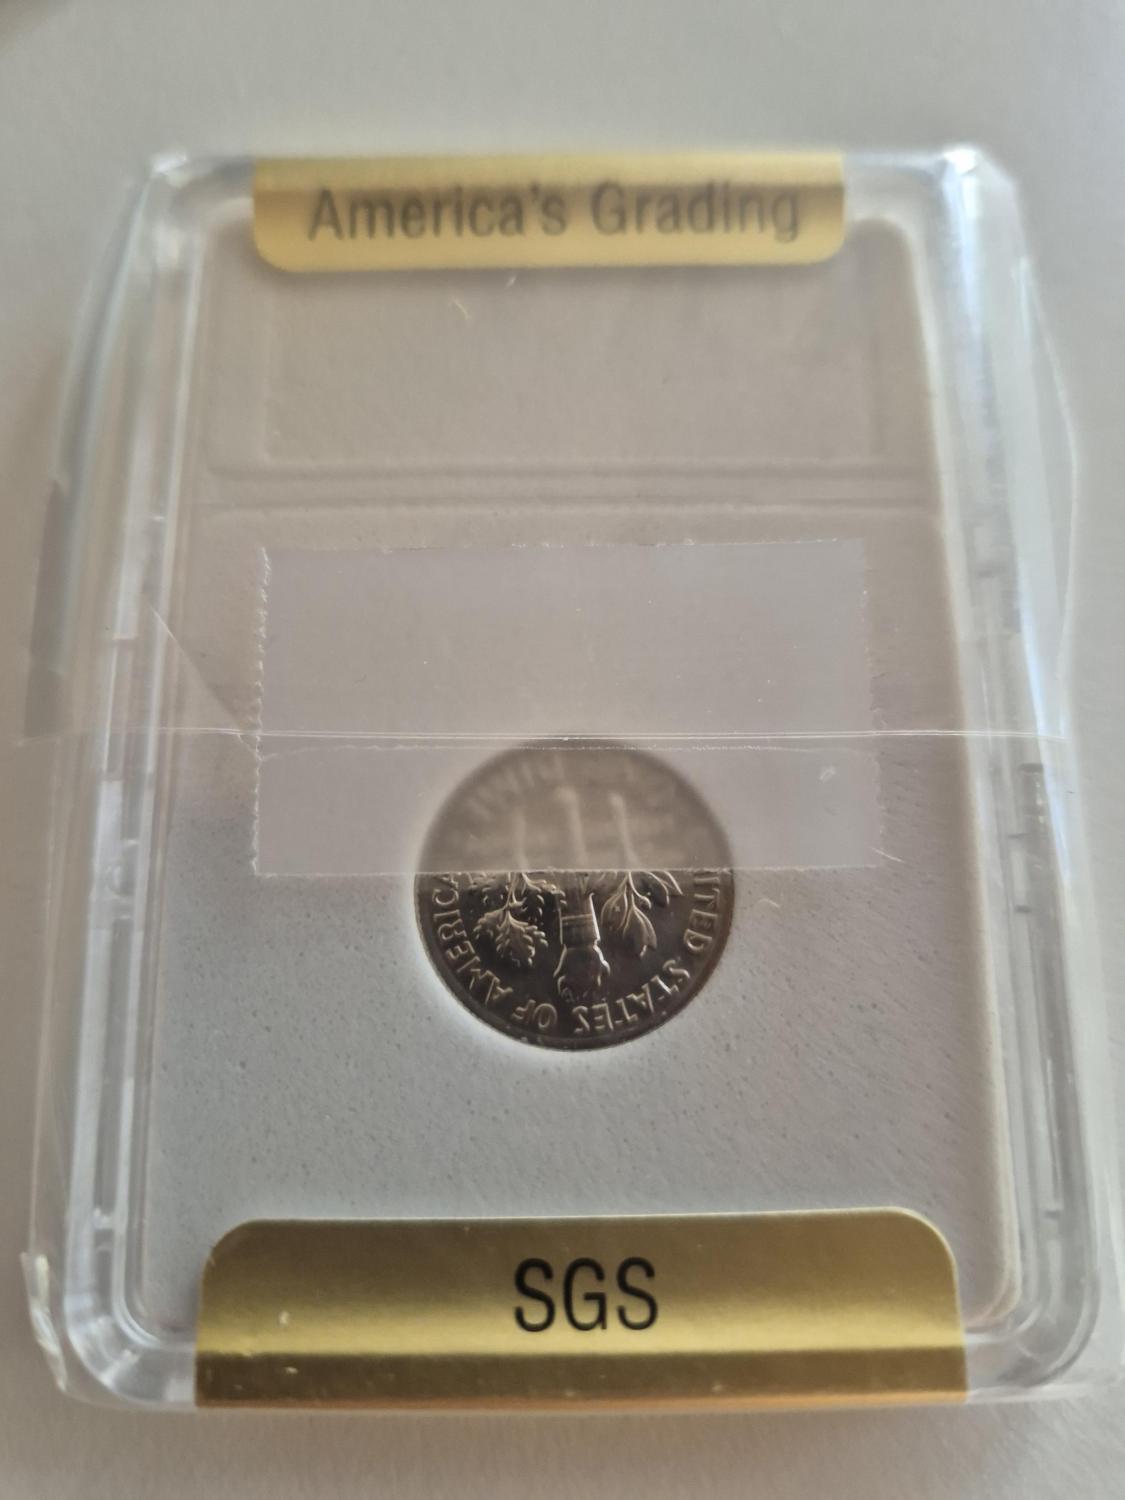 America's Grading
UNITED STATES OF AMERICA
SGS